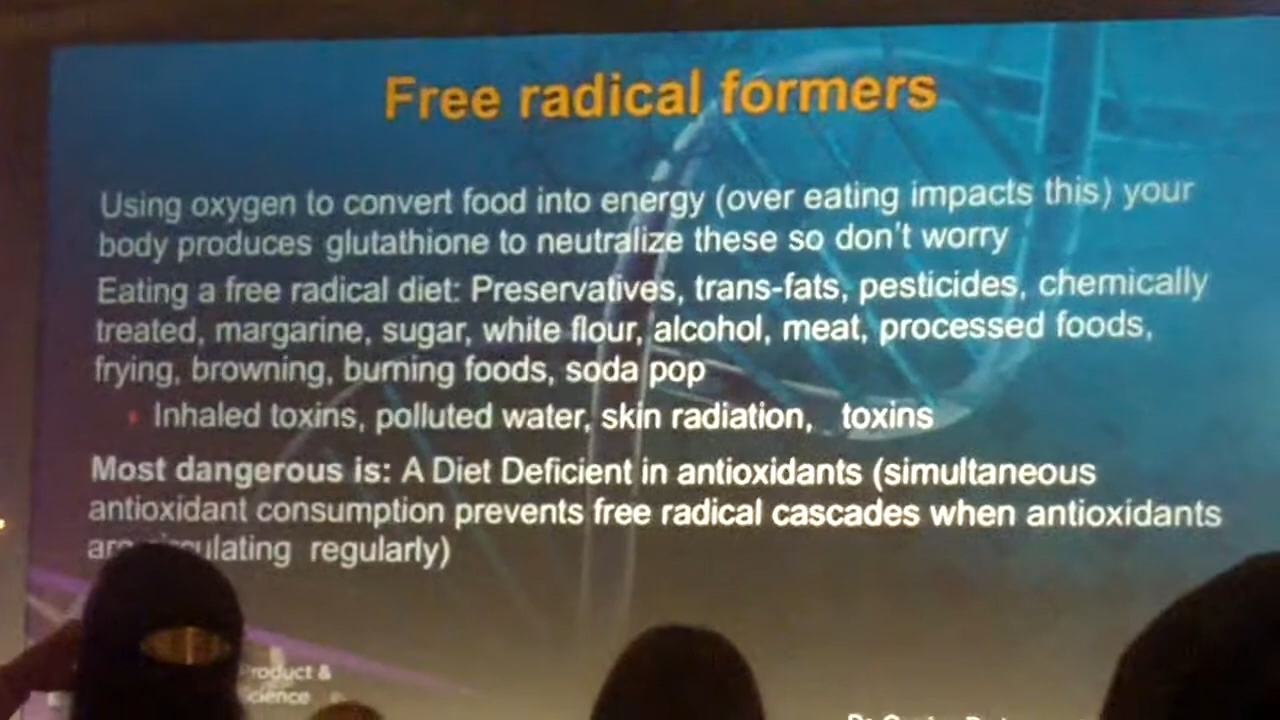 Free radical formers
Using oxygen to convert food into energy (over eating impacts this) your
body produces glutathione to neutralize these so don't worry
Eating a free radical diet: Preservatives, trans-fats, pesticides, chemically
treated, margarine, sugar, white flour, alcohol, meat, processed foods,
frying, browning, burning foods, soda pop
Inhaled toxins, polluted water, skin radiation, toxins
Most dangerous is: A Diet Deficient in antioxidants (simultaneous
antioxidant consumption prevents free radical cascades when antioxidants
regularly)
&